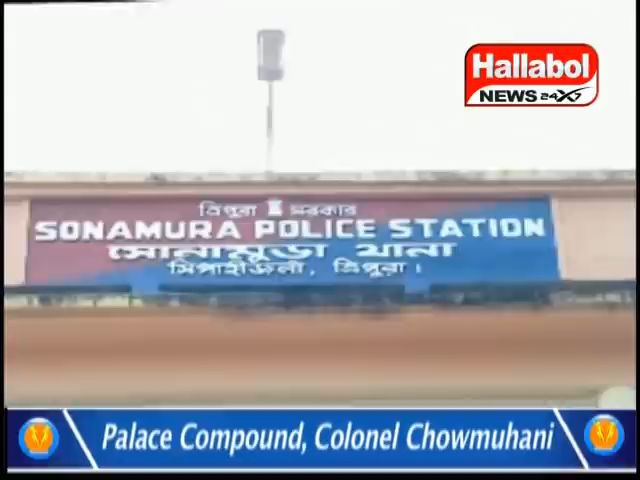 Hallabol
NEWS 24X7
ত্রিপুরা সরকার
SONAMURA POLICE STATION
সোনামুড়া থানা
সিপাহীজলা, ত্রিপুরা।
Palace Compound, Colonel Chowmuhani